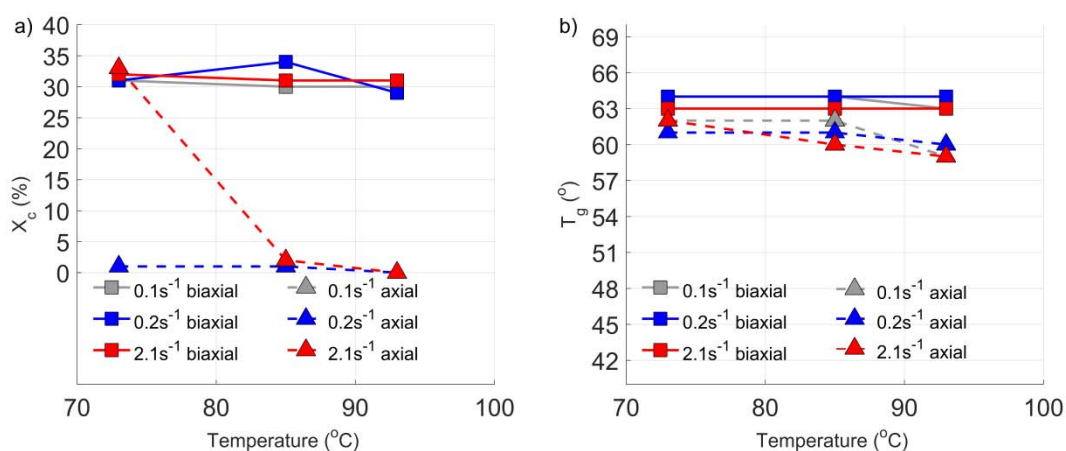 a)
40
35
30
25
20
15
10
5
0
X_c (%)
0.1s⁻¹ biaxial
0.2s⁻¹ biaxial
2.1s⁻¹ biaxial
0.1s⁻¹ axial
0.2s⁻¹ axial
2.1s⁻¹ axial
70 80 90 100
Temperature (°C)
b)
69
66
63
60
57
54
51
48
45
42
T_g (°)
0.1s⁻¹ biaxial
0.2s⁻¹ biaxial
2.1s⁻¹ biaxial
0.1s⁻¹ axial
0.2s⁻¹ axial
2.1s⁻¹ axial
70 80 90 100
Temperature (°C)